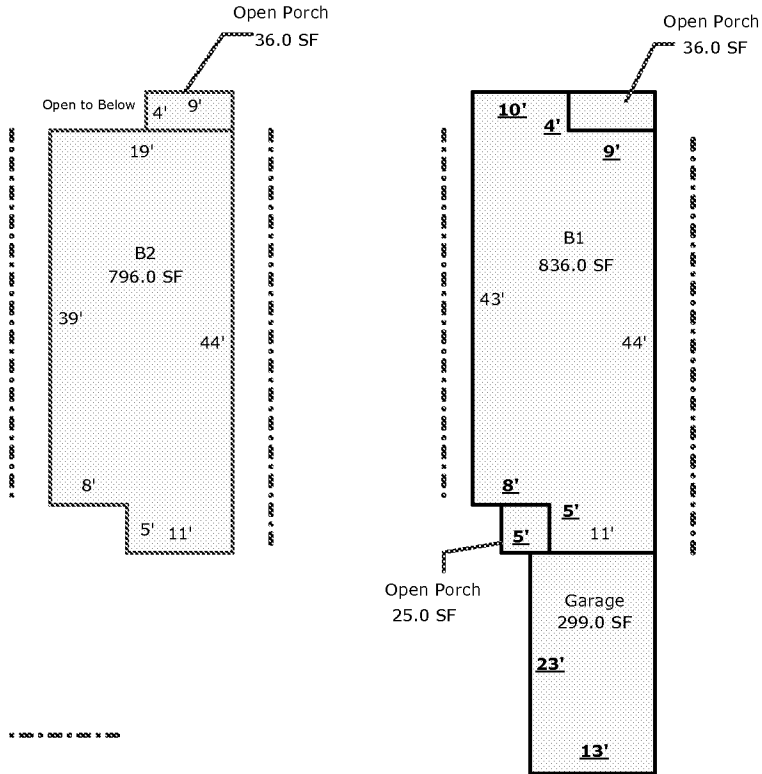 Open Porch
36.0 SF
Open to Below
4'
9'
19'
B2
796.0 SF
39'
44'
8'
5'
11'
Open Porch
36.0 SF
10'
4'
9'
B1
836.0 SF
43'
44'
8'
5'
5'
11'
Open Porch
25.0 SF
Garage
299.0 SF
23'
13'